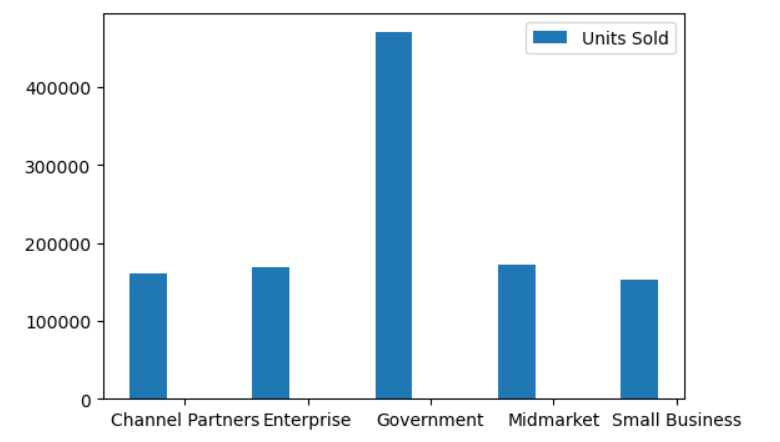 Units Sold
400000
300000
200000
100000
0
Channel Partners Enterprise Government Midmarket Small Business